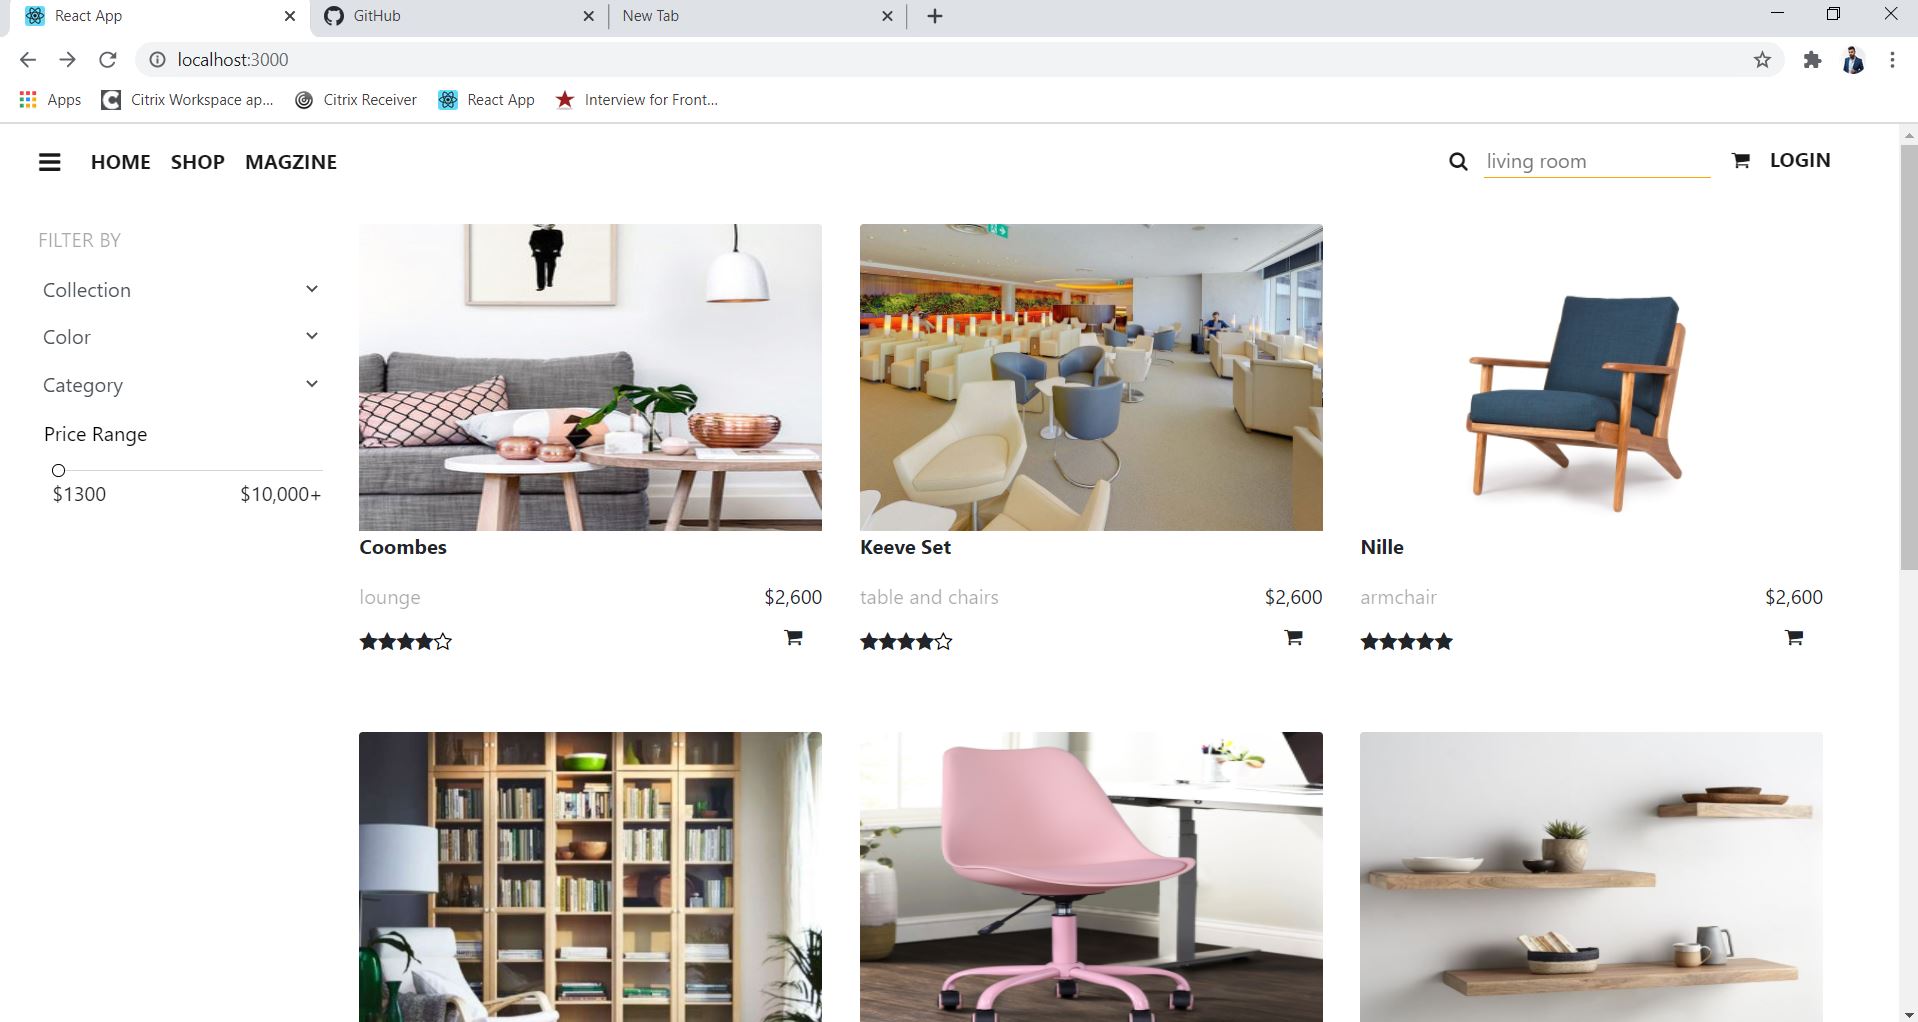 React App
GitHub
New Tab
localhost:3000
Apps
Citrix Workspace ap...
Citrix Receiver
React App
Interview for Front...
HOME
SHOP
MAGZINE
living room
LOGIN
FILTER BY
Collection
Color
Category
Price Range
$1300
$10,000+
Coombes
lounge
$2,600
Keeve Set
table and chairs
$2,600
Nille
armchair
$2,600